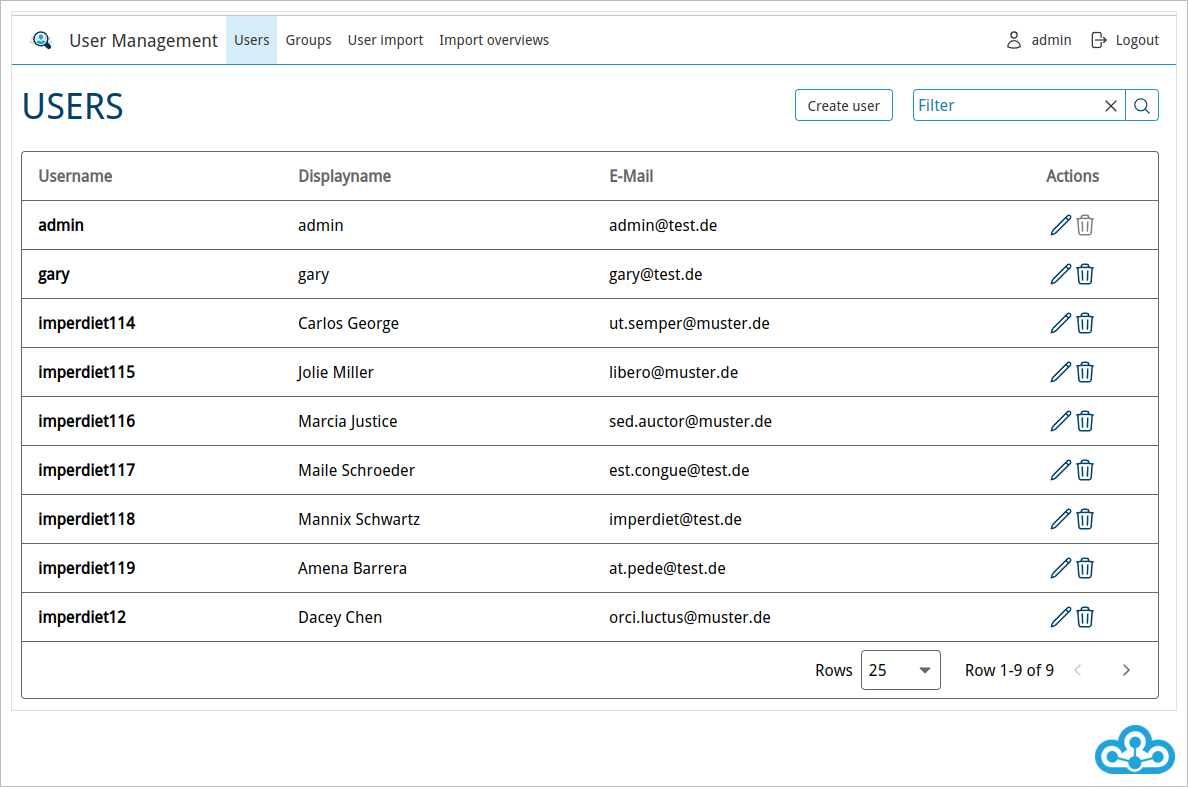 User Management Users Groups User import Import overviews admin Logout
USERS Create user Filter
Username Displayname E-Mail Actions
admin admin admin@test.de
gary gary gary@test.de
imperdiet114 Carlos George ut.semper@muster.de
imperdiet115 Jolie Miller libero@muster.de
imperdiet116 Marcia Justice sed.auctor@muster.de
imperdiet117 Maile Schroeder est.congue@test.de
imperdiet118 Mannix Schwartz imperdiet@test.de
imperdiet119 Amena Barrera at.pede@test.de
imperdiet12 Dacey Chen orci.luctus@muster.de
Rows 25 Row 1-9 of 9